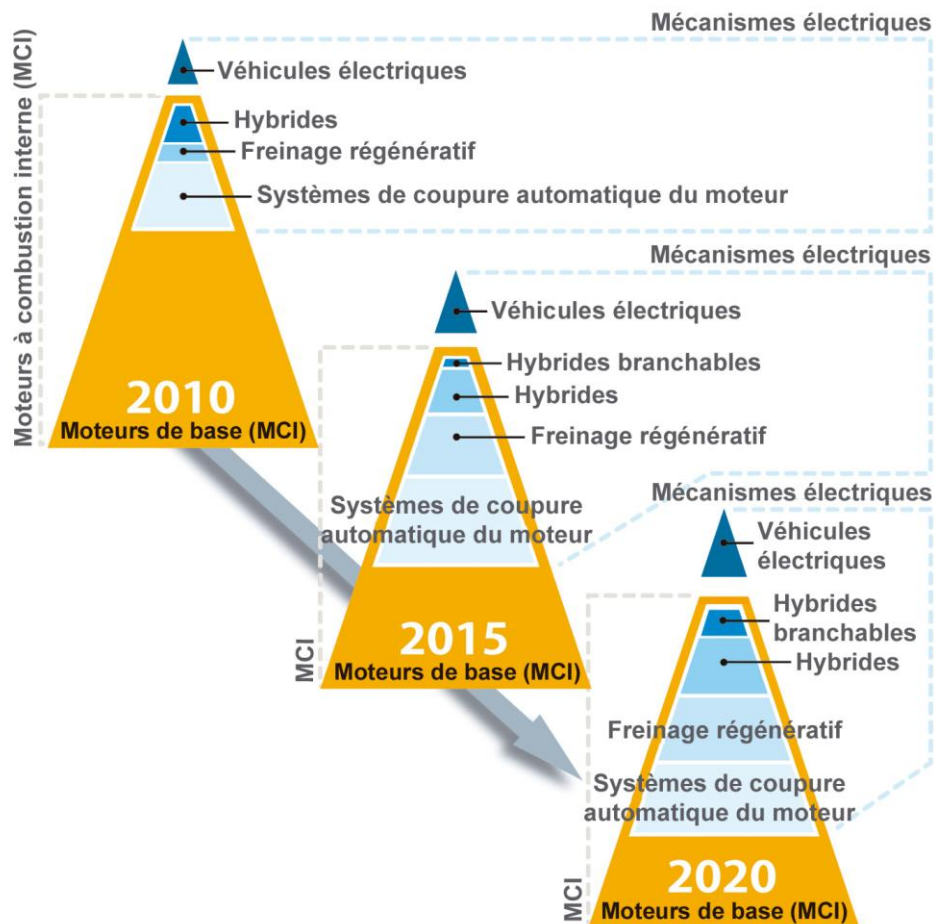 Mécanismes électriques
Véhicules électriques
Moteurs à combustion interne (MCI)
Hybrides
Freinage régénératif
Systèmes de coupure automatique du moteur
2010
Moteurs de base (MCI)
Mécanismes électriques
Véhicules électriques
Hybrides branchables
Hybrides
Freinage régénératif
Systèmes de coupure
automatique du moteur
MCI
2015
Moteurs de base (MCI)
Mécanismes électriques
Véhicules
électriques
Hybrides
branchables
Hybrides
Freinage régénératif
Systèmes de coupure
automatique du moteur
MCI
2020
Moteurs de base (MCI)